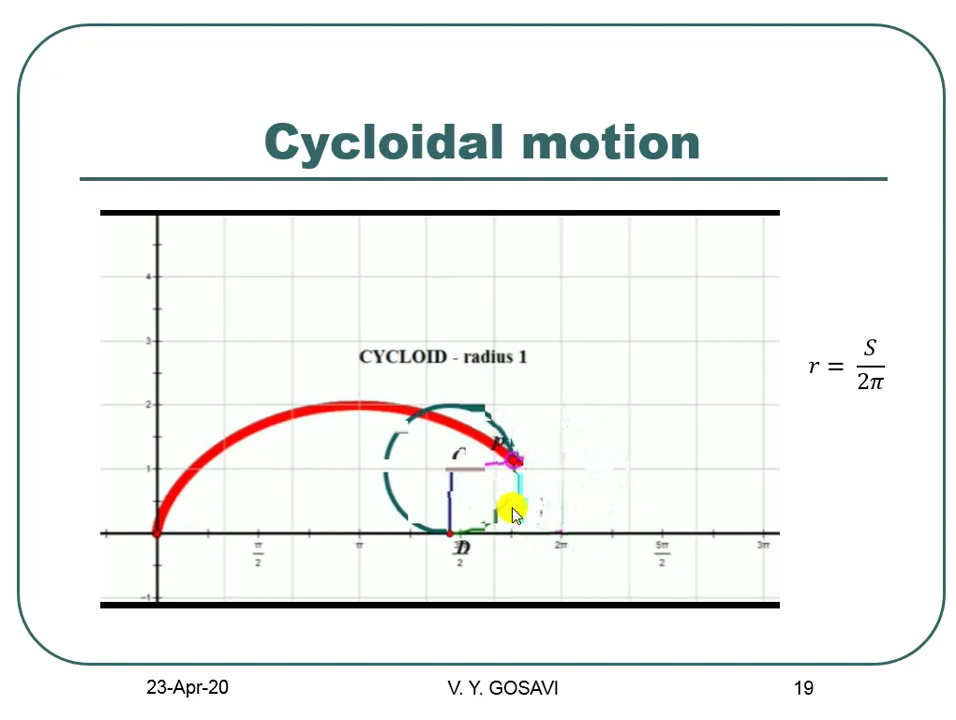 Cycloidal motion
4
3
CYCLOID - radius 1
2
P
C
1
D
π/2
π
2π
5π/2
3π
-1
r = S/2π
23-Apr-20
V. Y. GOSAVI
19